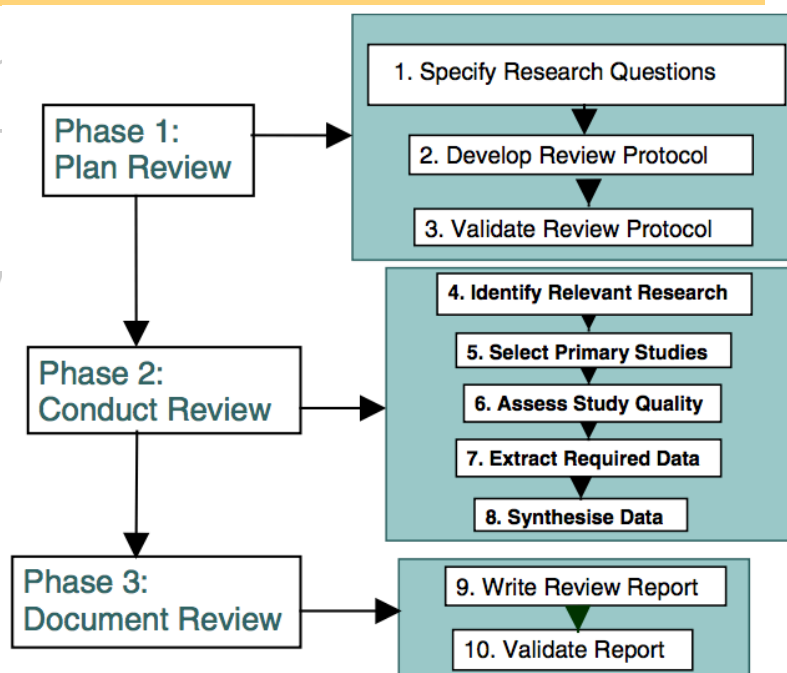 Phase 1:
Plan Review
1. Specify Research Questions
2. Develop Review Protocol
3. Validate Review Protocol
Phase 2:
Conduct Review
4. Identify Relevant Research
5. Select Primary Studies
6. Assess Study Quality
7. Extract Required Data
8. Synthesise Data
Phase 3:
Document Review
9. Write Review Report
10. Validate Report